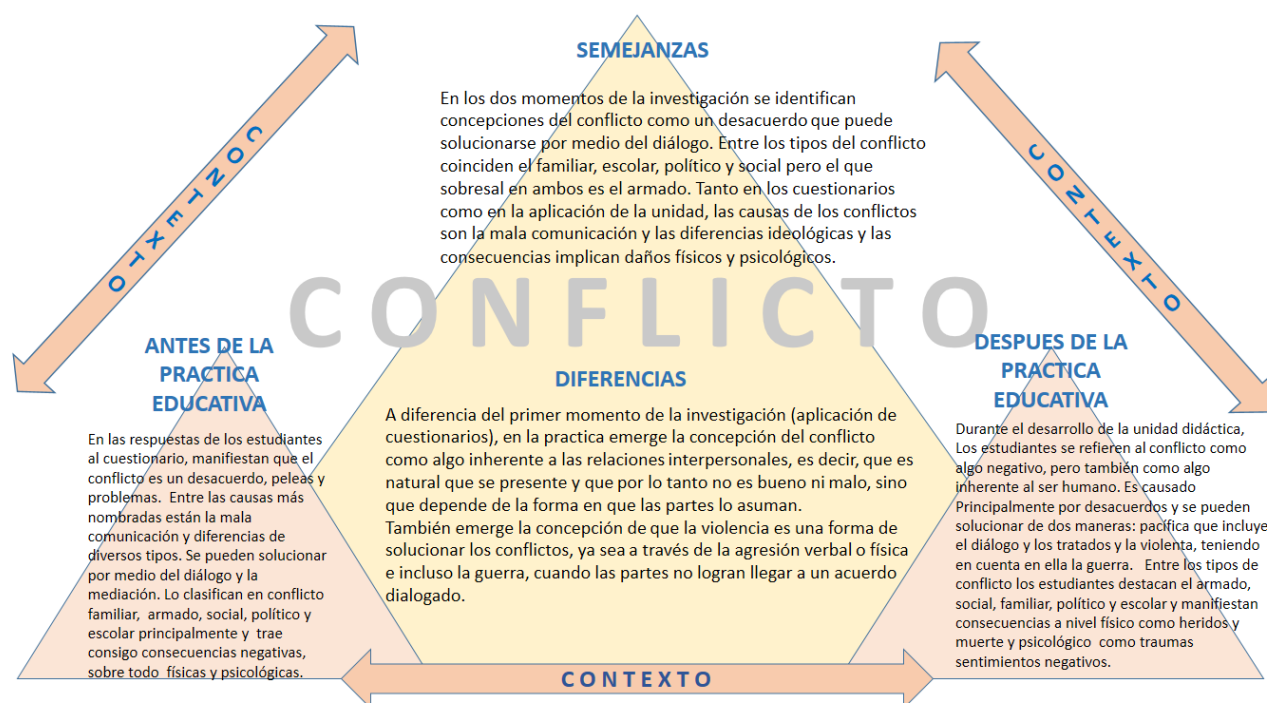 SEMEJANZAS
En los dos momentos de la investigación se identifican
concepciones del conflicto como un desacuerdo que puede
solucionarse por medio del diálogo. Entre los tipos del conflicto
coinciden el familiar, escolar, político y social pero el que
sobresal en ambos es el armado. Tanto en los cuestionarios
como en la aplicación de la unidad, las causas de los conflictos
son la mala comunicación y las diferencias ideológicas y las
consecuencias implican daños físicos y psicológicos.
CONTEXTO
CONTEXTO
CONFLICTO
ANTES DE LA
PRACTICA
EDUCATIVA
En las respuestas de los estudiantes
al cuestionario, manifiestan que el
conflicto es un desacuerdo, peleas y
problemas. Entre las causas más
nombradas están la mala
comunicación y diferencias de
diversos tipos. Se pueden solucionar
por medio del diálogo y la
mediación. Lo clasifican en conflicto
familiar, armado, social, político y
escolar principalmente y trae
consigo consecuencias negativas,
sobre todo físicas y psicológicas.
DIFERENCIAS
A diferencia del primer momento de la investigación (aplicación de
cuestionarios), en la practica emerge la concepción del conflicto
como algo inherente a las relaciones interpersonales, es decir, que es
natural que se presente y que por lo tanto no es bueno ni malo, sino
que depende de la forma en que las partes lo asuman.
También emerge la concepción de que la violencia es una forma de
solucionar los conflictos, ya sea a través de la agresión verbal o física
e incluso la guerra, cuando las partes no logran llegar a un acuerdo
dialogado.
DESPUES DE LA
PRACTICA
EDUCATIVA
Durante el desarrollo de la unidad didáctica,
Los estudiantes se refieren al conflicto como
algo negativo, pero también como algo
inherente al ser humano. Es causado
Principalmente por desacuerdos y se pueden
solucionar de dos maneras: pacífica que incluye
el diálogo y los tratados y la violenta, teniendo
en cuenta en ella la guerra. Entre los tipos de
conflicto los estudiantes destacan el armado,
social, familiar, político y escolar y manifiestan
consecuencias a nivel físico como heridos y
muerte y psicológico como traumas
sentimientos negativos.
CONTEXTO